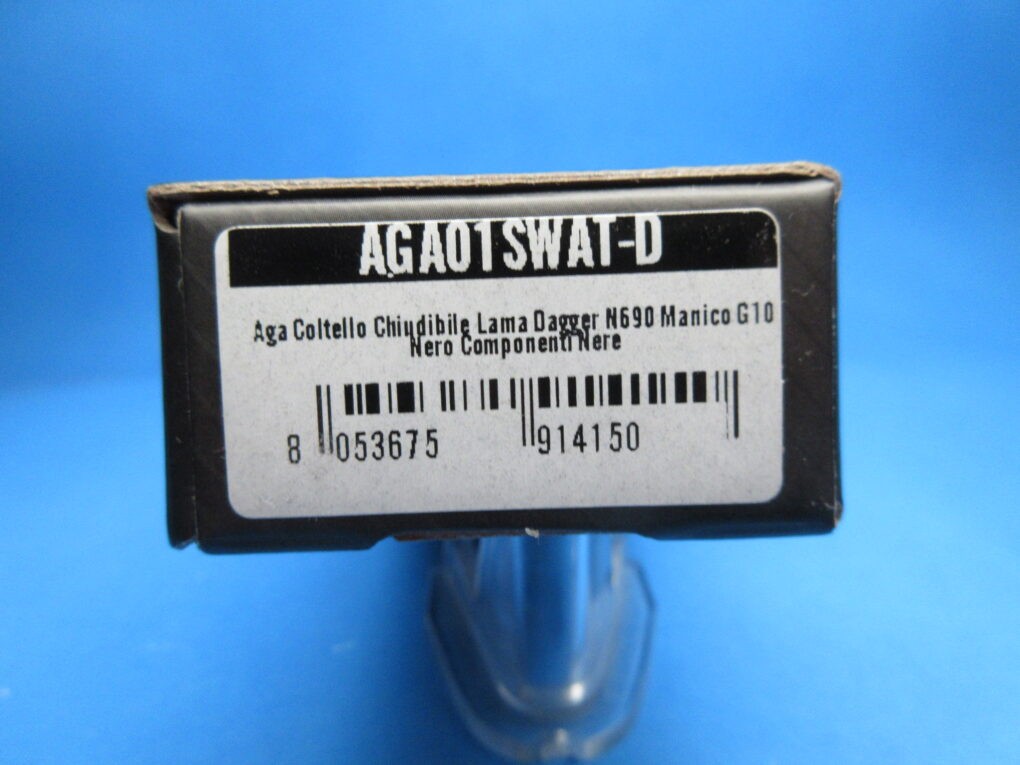 AGA01SWAT-D
Aga Coltello Chiudibile Lama Dagger N690 Manico G10
Nero Componenti Nere
8 053675 914150